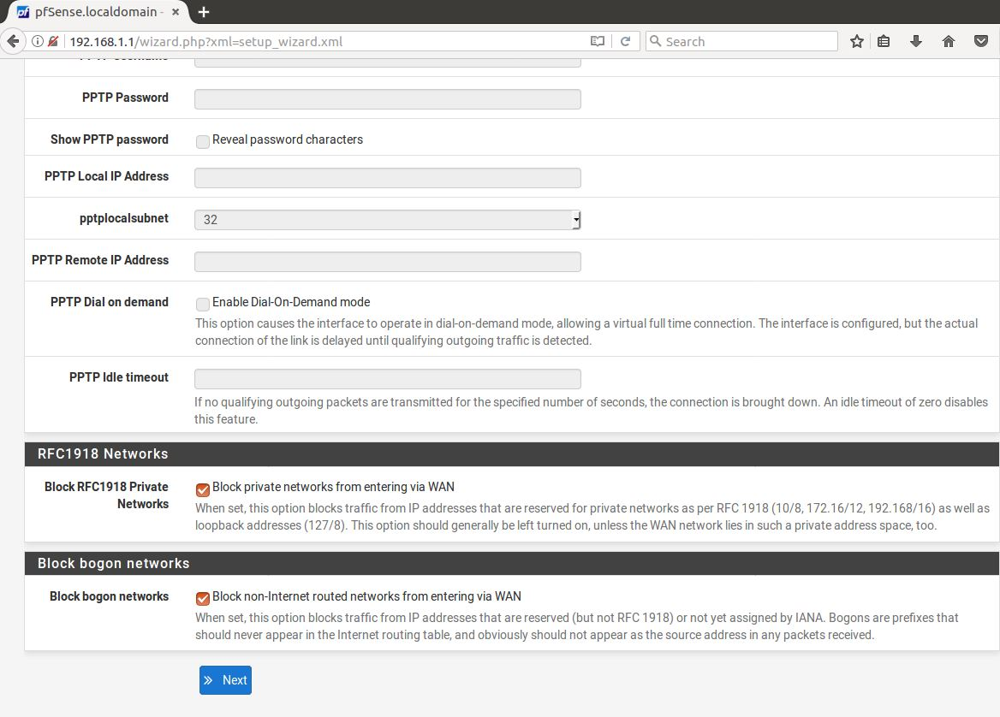 pfSense.localdomain -
192.168.1.1/wizard.php?xml=setup_wizard.xml
Search
PPTP Username
PPTP Password
Show PPTP password
Reveal password characters
PPTP Local IP Address
pptplocalsubnet
32
PPTP Remote IP Address
PPTP Dial on demand
Enable Dial-On-Demand mode
This option causes the interface to operate in dial-on-demand mode, allowing a virtual full time connection. The interface is configured, but the actual
connection of the link is delayed until qualifying outgoing traffic is detected.
PPTP Idle timeout
If no qualifying outgoing packets are transmitted for the specified number of seconds, the connection is brought down. An idle timeout of zero disables
this feature.
RFC1918 Networks
Block RFC1918 Private
Networks
Block private networks from entering via WAN
When set, this option blocks traffic from IP addresses that are reserved for private networks as per RFC 1918 (10/8, 172.16/12, 192.168/16) as well as
loopback addresses (127/8). This option should generally be left turned on, unless the WAN network lies in such a private address space, too.
Block bogon networks
Block bogon networks
Block non-Internet routed networks from entering via WAN
When set, this option blocks traffic from IP addresses that are reserved (but not RFC 1918) or not yet assigned by IANA. Bogons are prefixes that
should never appear in the Internet routing table, and obviously should not appear as the source address in any packets received.
Next